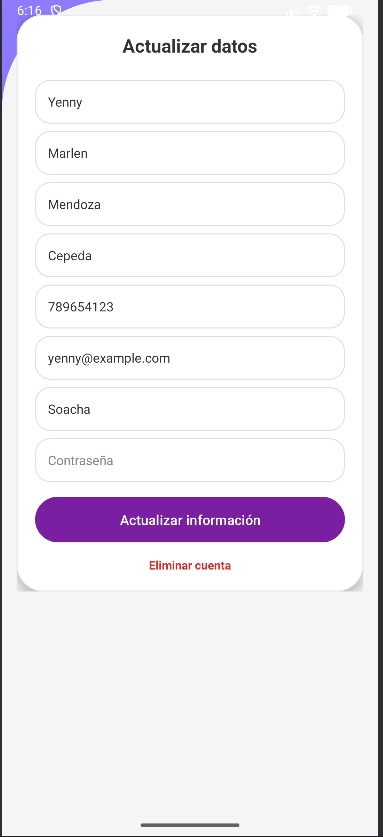 6:16
Actualizar datos
Yenny
Marlen
Mendoza
Cepeda
789654123
yenny@example.com
Soacha
Contraseña
Actualizar información
Eliminar cuenta